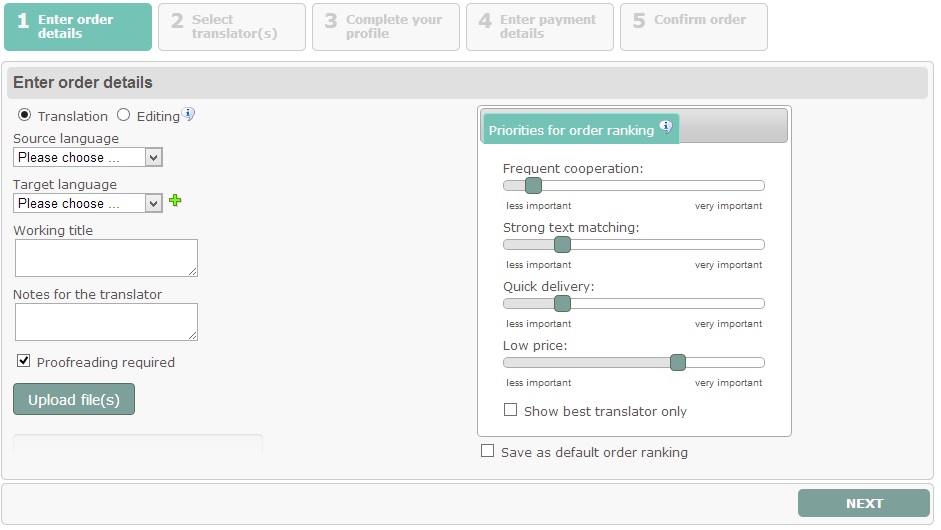 1 Enter order details
2 Select translator(s)
3 Complete your profile
4 Enter payment details
5 Confirm order
Enter order details
Translation Editing
Source language
Please choose ...
Target language
Please choose ...
Working title
Notes for the translator
Proofreading required
Upload file(s)
Priorities for order ranking
Frequent cooperation:
less important very important
Strong text matching:
less important very important
Quick delivery:
less important very important
Low price:
less important very important
Show best translator only
Save as default order ranking
NEXT